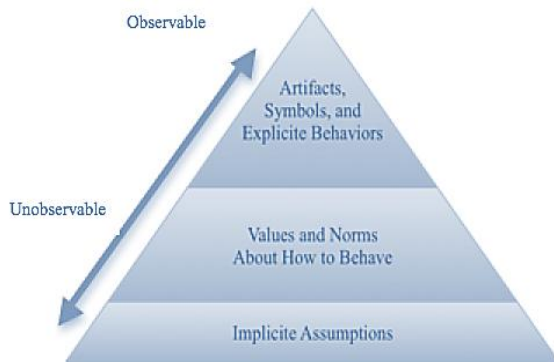 Observable
Artifacts,
Symbols, and
Explicite Behaviors
Unobservable
Values and Norms
About How to Behave
Implicite Assumptions